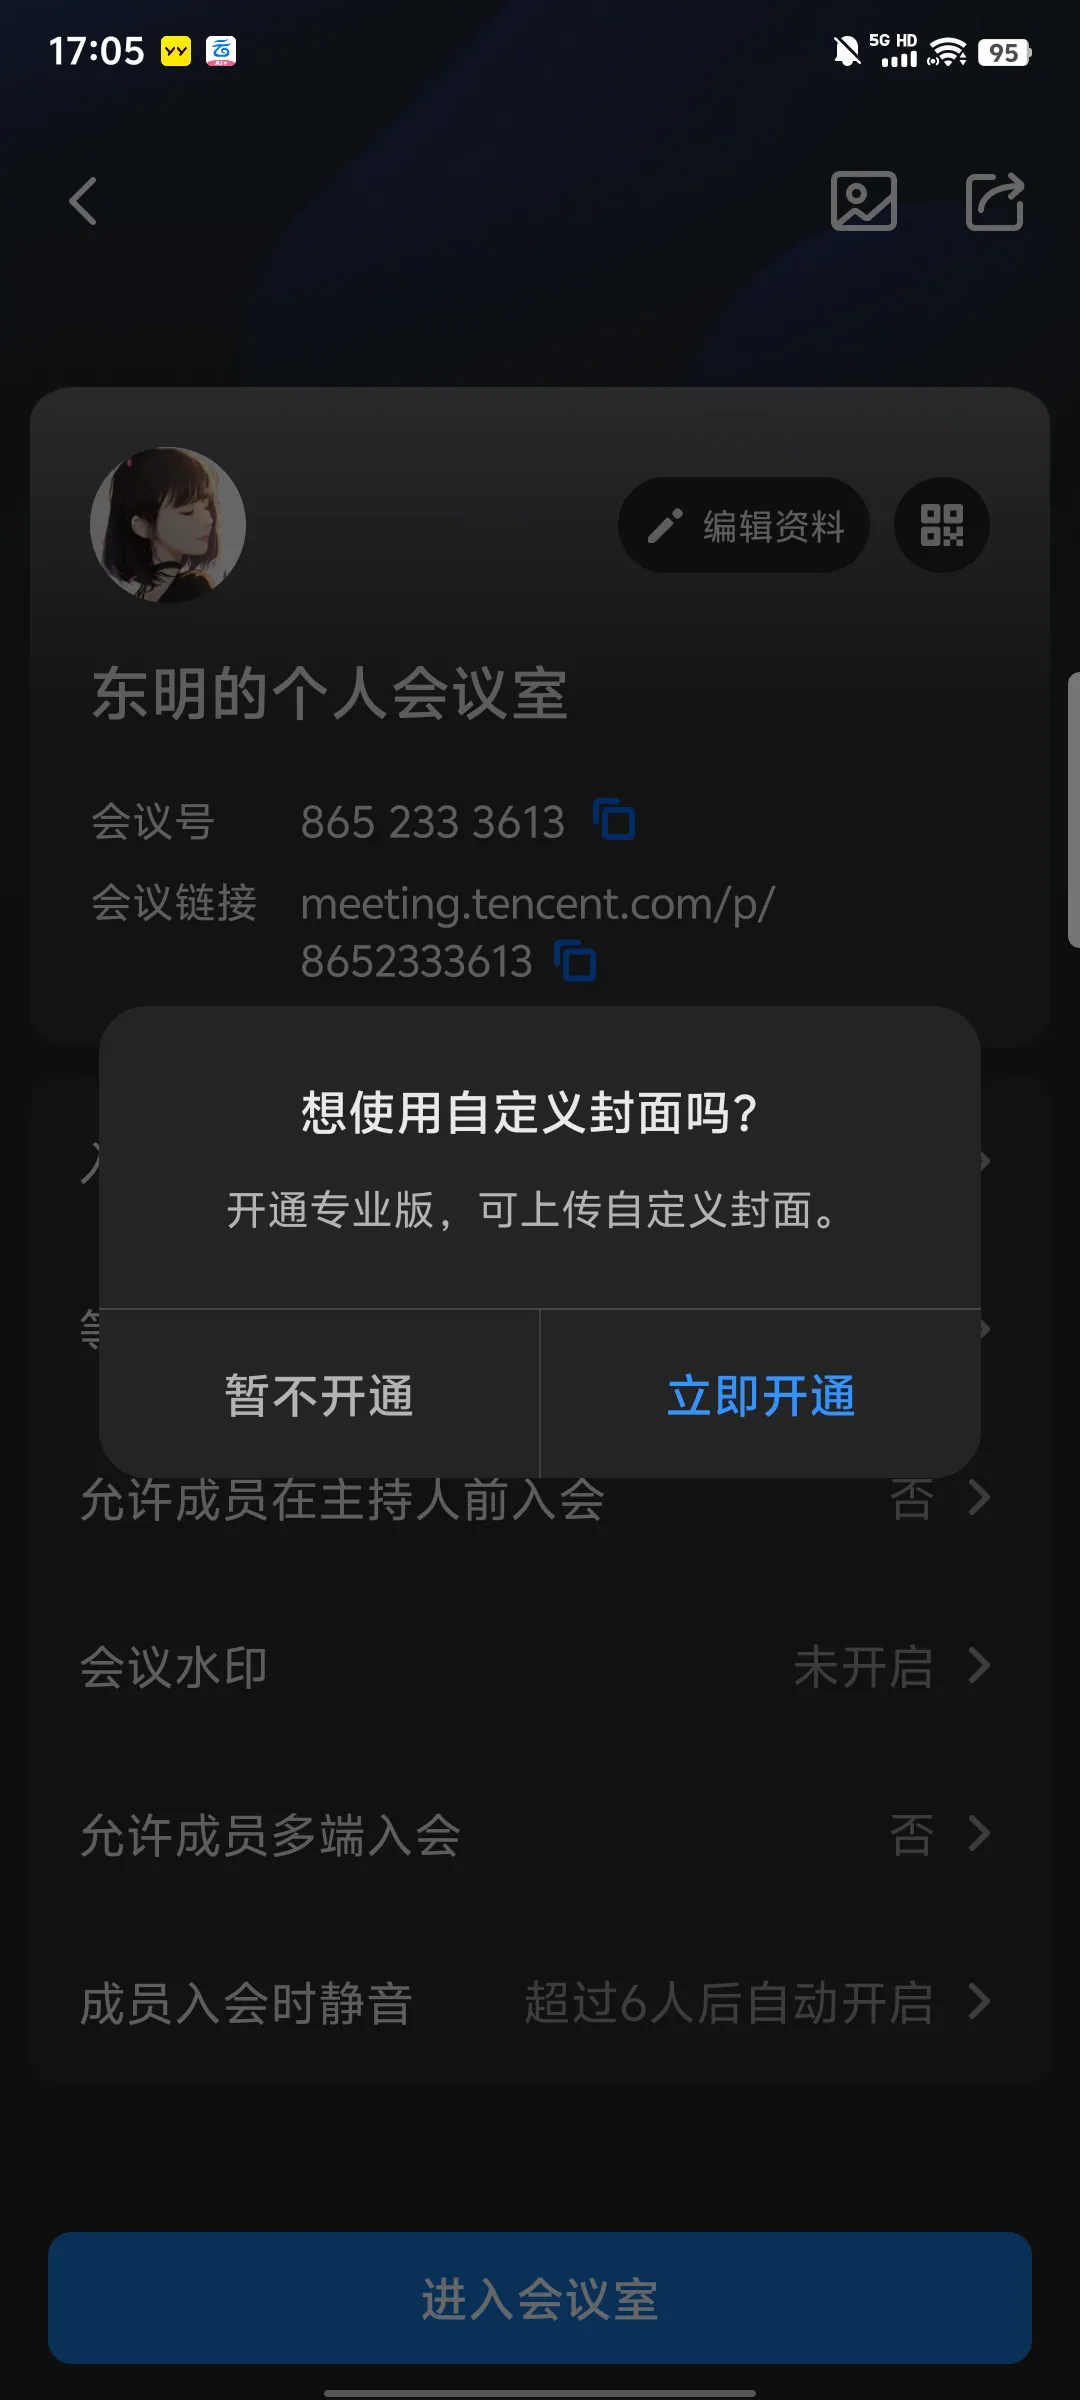 17:05
5G HD
95
编辑资料
东明的个人会议室
会议号 865 233 3613
会议链接 meeting.tencent.com/p/
8652333613
想使用自定义封面吗?
开通专业版，可上传自定义封面。
暂不开通 立即开通
允许成员在主持人前入会 否
会议水印 未开启
允许成员多端入会 否
成员入会时静音 超过6人后自动开启
进入会议室